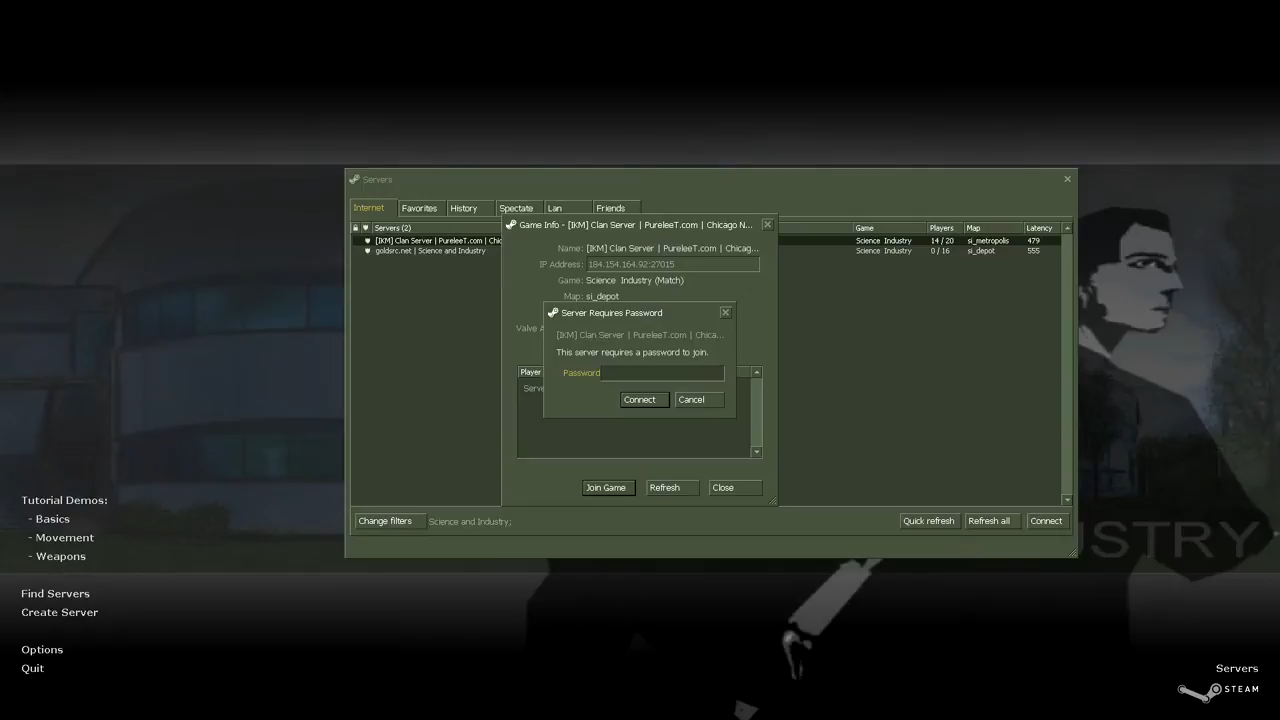 Servers
Internet Favorites History Spectate Lan Friends
Servers (2) Game Players Map Latency
[IKM] Clan Server | PureleeT.com | Chic Science Industry 14 / 20 si_metropolis 479
goldsrc.net | Science and Industry Science Industry 0 / 16 si_depot 555
Game Info - [IKM] Clan Server | PureleeT.com | Chicago N...
Name: [IKM] Clan Server | PureleeT.com | Chicag...
IP Address: 184.154.164.92:27015
Game: Science Industry (Match)
Map: si_depot
Valve A
Player
Serve
Server Requires Password
[IKM] Clan Server | PureleeT.com | Chica...
This server requires a password to join.
Password
Connect Cancel
Join Game Refresh Close
Change filters Science and Industry; Quick refresh Refresh all Connect
USTRY
Tutorial Demos:
- Basics
- Movement
- Weapons
Find Servers
Create Server
Options
Quit
Servers
STEAM